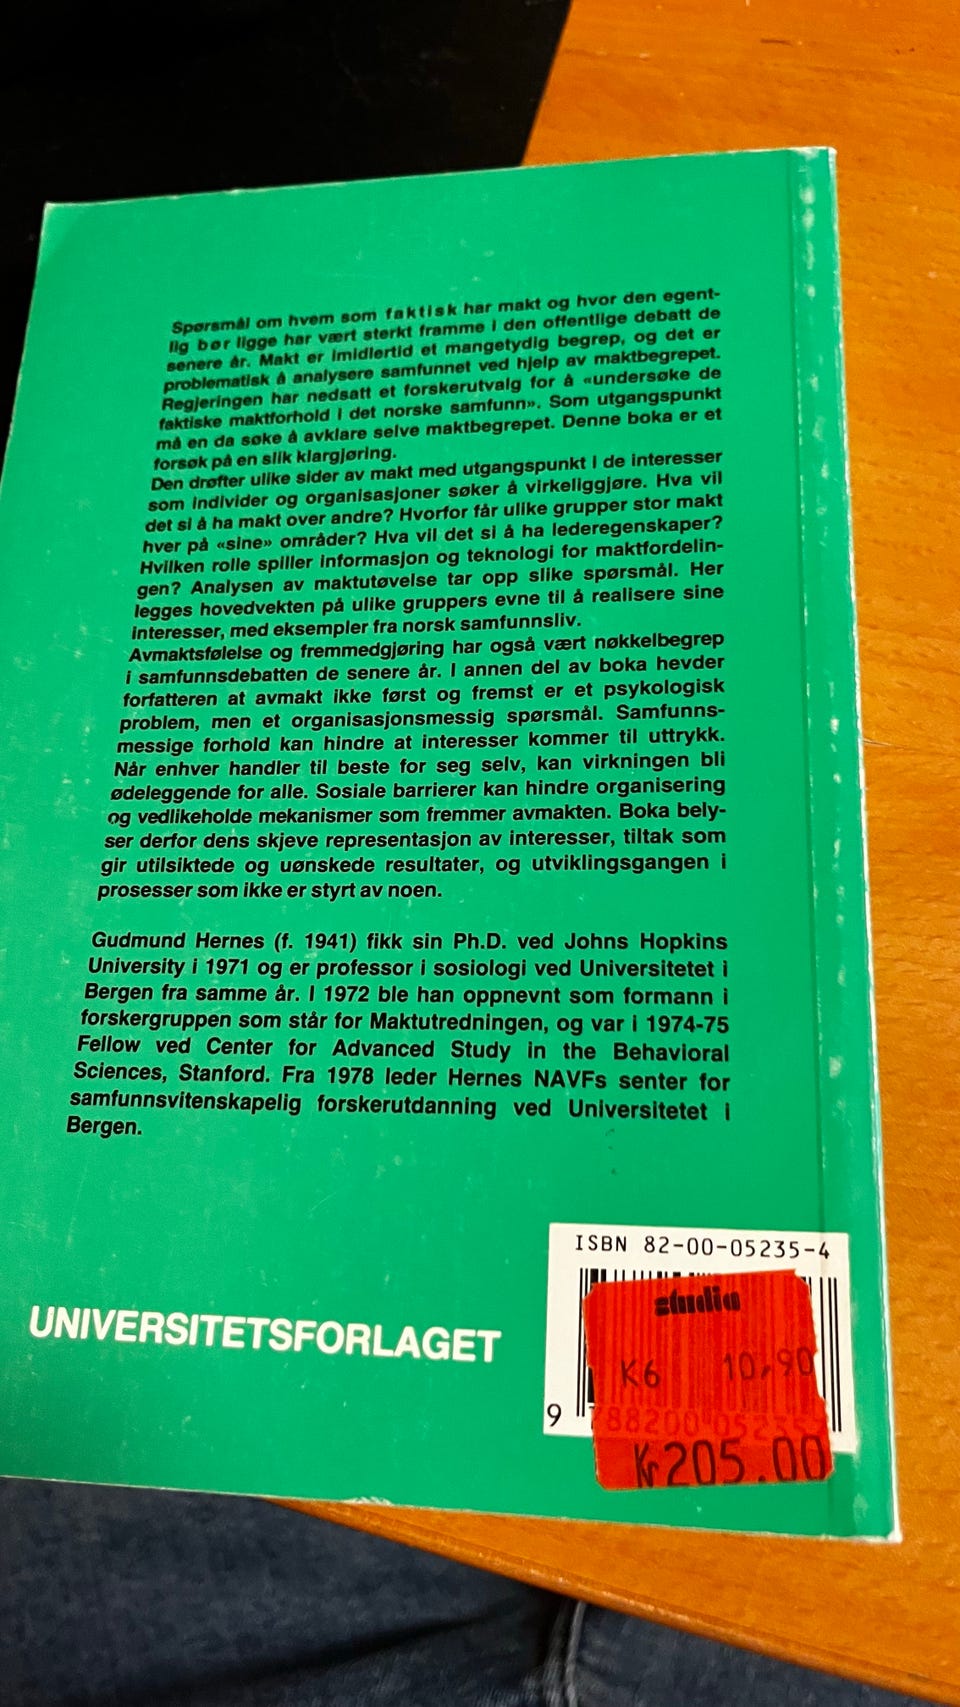 Spørsmål om hvem som faktisk har makt og hvor den egent-
lig bør ligge har vært sterkt framme i den offentlige debatt de
senere år. Makt er imidlertid et mangetydig begrep, og det er
problematisk å analysere samfunnet ved hjelp av maktbegrepet.
Regjeringen har nedsatt et forskerutvalg for å «undersøke de
faktiske maktforhold i det norske samfunn». Som utgangspunkt
må en da søke å avklare selve maktbegrepet. Denne boka er et
forsøk på en slik klargjøring.
Den drøfter ulike sider av makt med utgangspunkt i de interesser
som individer og organisasjoner søker å virkeliggjøre. Hva vil
det si å ha makt over andre? Hvorfor får ulike grupper stor makt
hver på «sine» områder? Hva vil det si å ha lederegenskaper?
Hvilken rolle spiller informasjon og teknologi for maktfordelin-
gen? Analysen av maktutøvelse tar opp slike spørsmål. Her
legges hovedvekten på ulike gruppers evne til å realisere sine
interesser, med eksempler fra norsk samfunnsliv.
Avmaktsfølelse og fremmedgjøring har også vært nøkkelbegrep
i samfunnsdebatten de senere år. I annen del av boka hevder
forfatteren at avmakt ikke først og fremst er et psykologisk
problem, men et organisasjonsmessig spørsmål. Samfunns-
messige forhold kan hindre at interesser kommer til uttrykk.
Når enhver handler til beste for seg selv, kan virkningen bli
ødeleggende for alle. Sosiale barrierer kan hindre organisering
og vedlikeholde mekanismer som fremmer avmakten. Boka bely-
ser derfor dens skjeve representasjon av interesser, tiltak som
gir utilsiktede og uønskede resultater, og utviklingsgangen i
prosesser som ikke er styrt av noen.
Gudmund Hernes (f. 1941) fikk sin Ph.D. ved Johns Hopkins
University i 1971 og er professor i sosiologi ved Universitetet i
Bergen fra samme år. I 1972 ble han oppnevnt som formann i
forskergruppen som står for Maktutredningen, og var i 1974-75
Fellow ved Center for Advanced Study in the Behavioral
Sciences, Stanford. Fra 1978 leder Hernes NAVFs senter for
samfunnsvitenskapelig forskerutdanning ved Universitetet i
Bergen.
ISBN 82-00-05235-4
studia
K6 10,90
9 788200 05235
Kr 205.00
UNIVERSITETSFORLAGET